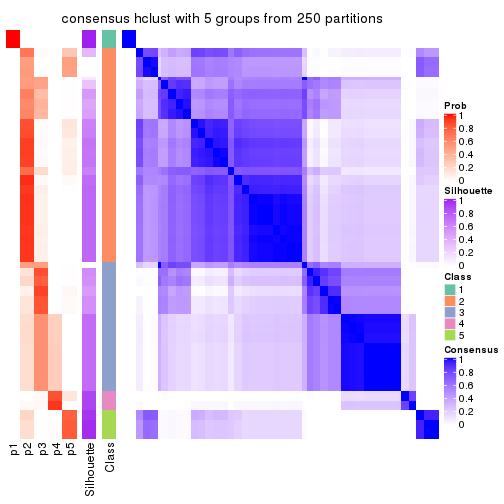 consensus hclust with 5 groups from 250 partitions
Prob
1
0.8
0.6
0.4
0.2
0
Silhouette
1
0.8
0.6
0.4
0.2
0
Class
1
2
3
4
5
Consensus
1
0.8
0.6
0.4
0.2
0
p1
p2
p3
p4
p5
Silhouette
Class